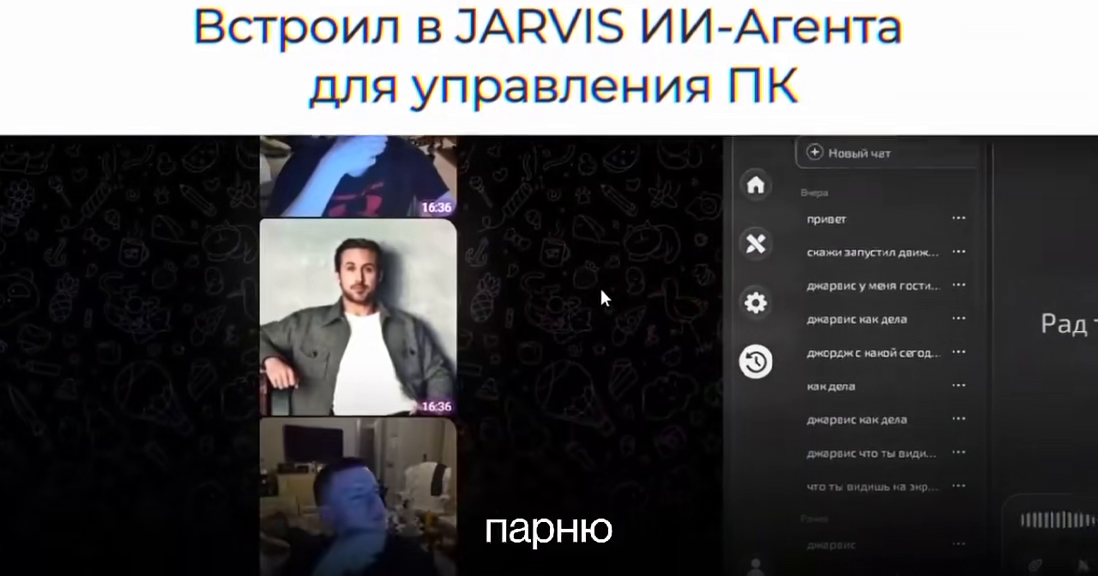 Встроил в JARVIS ИИ-Агента
для управления ПК
16:36
16:36
парню
Новый чат
Вчера
привет
скажи запустил движ...
джарвис у меня гости...
джарвис как дела
джордж с какой сегод...
как дела
джарвис как дела
джарвис что ты види...
что ты видишь на экр...
Ранее
джарвис
Рад